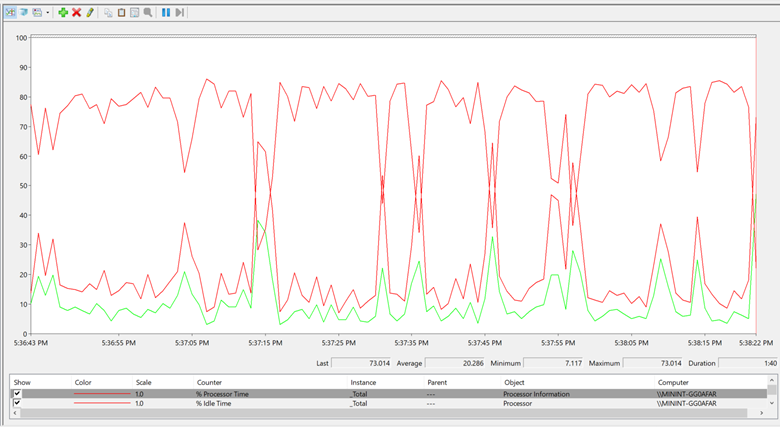 100
90
80
70
60
50
40
30
20
10
0
5:36:43 PM 5:36:55 PM 5:37:05 PM 5:37:15 PM 5:37:25 PM 5:37:35 PM 5:37:45 PM 5:37:55 PM 5:38:05 PM 5:38:15 PM 5:38:22 PM
Last 73.014 Average 20.286 Minimum 7.117 Maximum 73.014 Duration 1:40
Show Color Scale Counter Instance Parent Object Computer
1.0 % Processor Time _Total --- Processor Information \\MININT-GG0AFAR
1.0 % Idle Time _Total --- Processor \\MININT-GG0AFAR